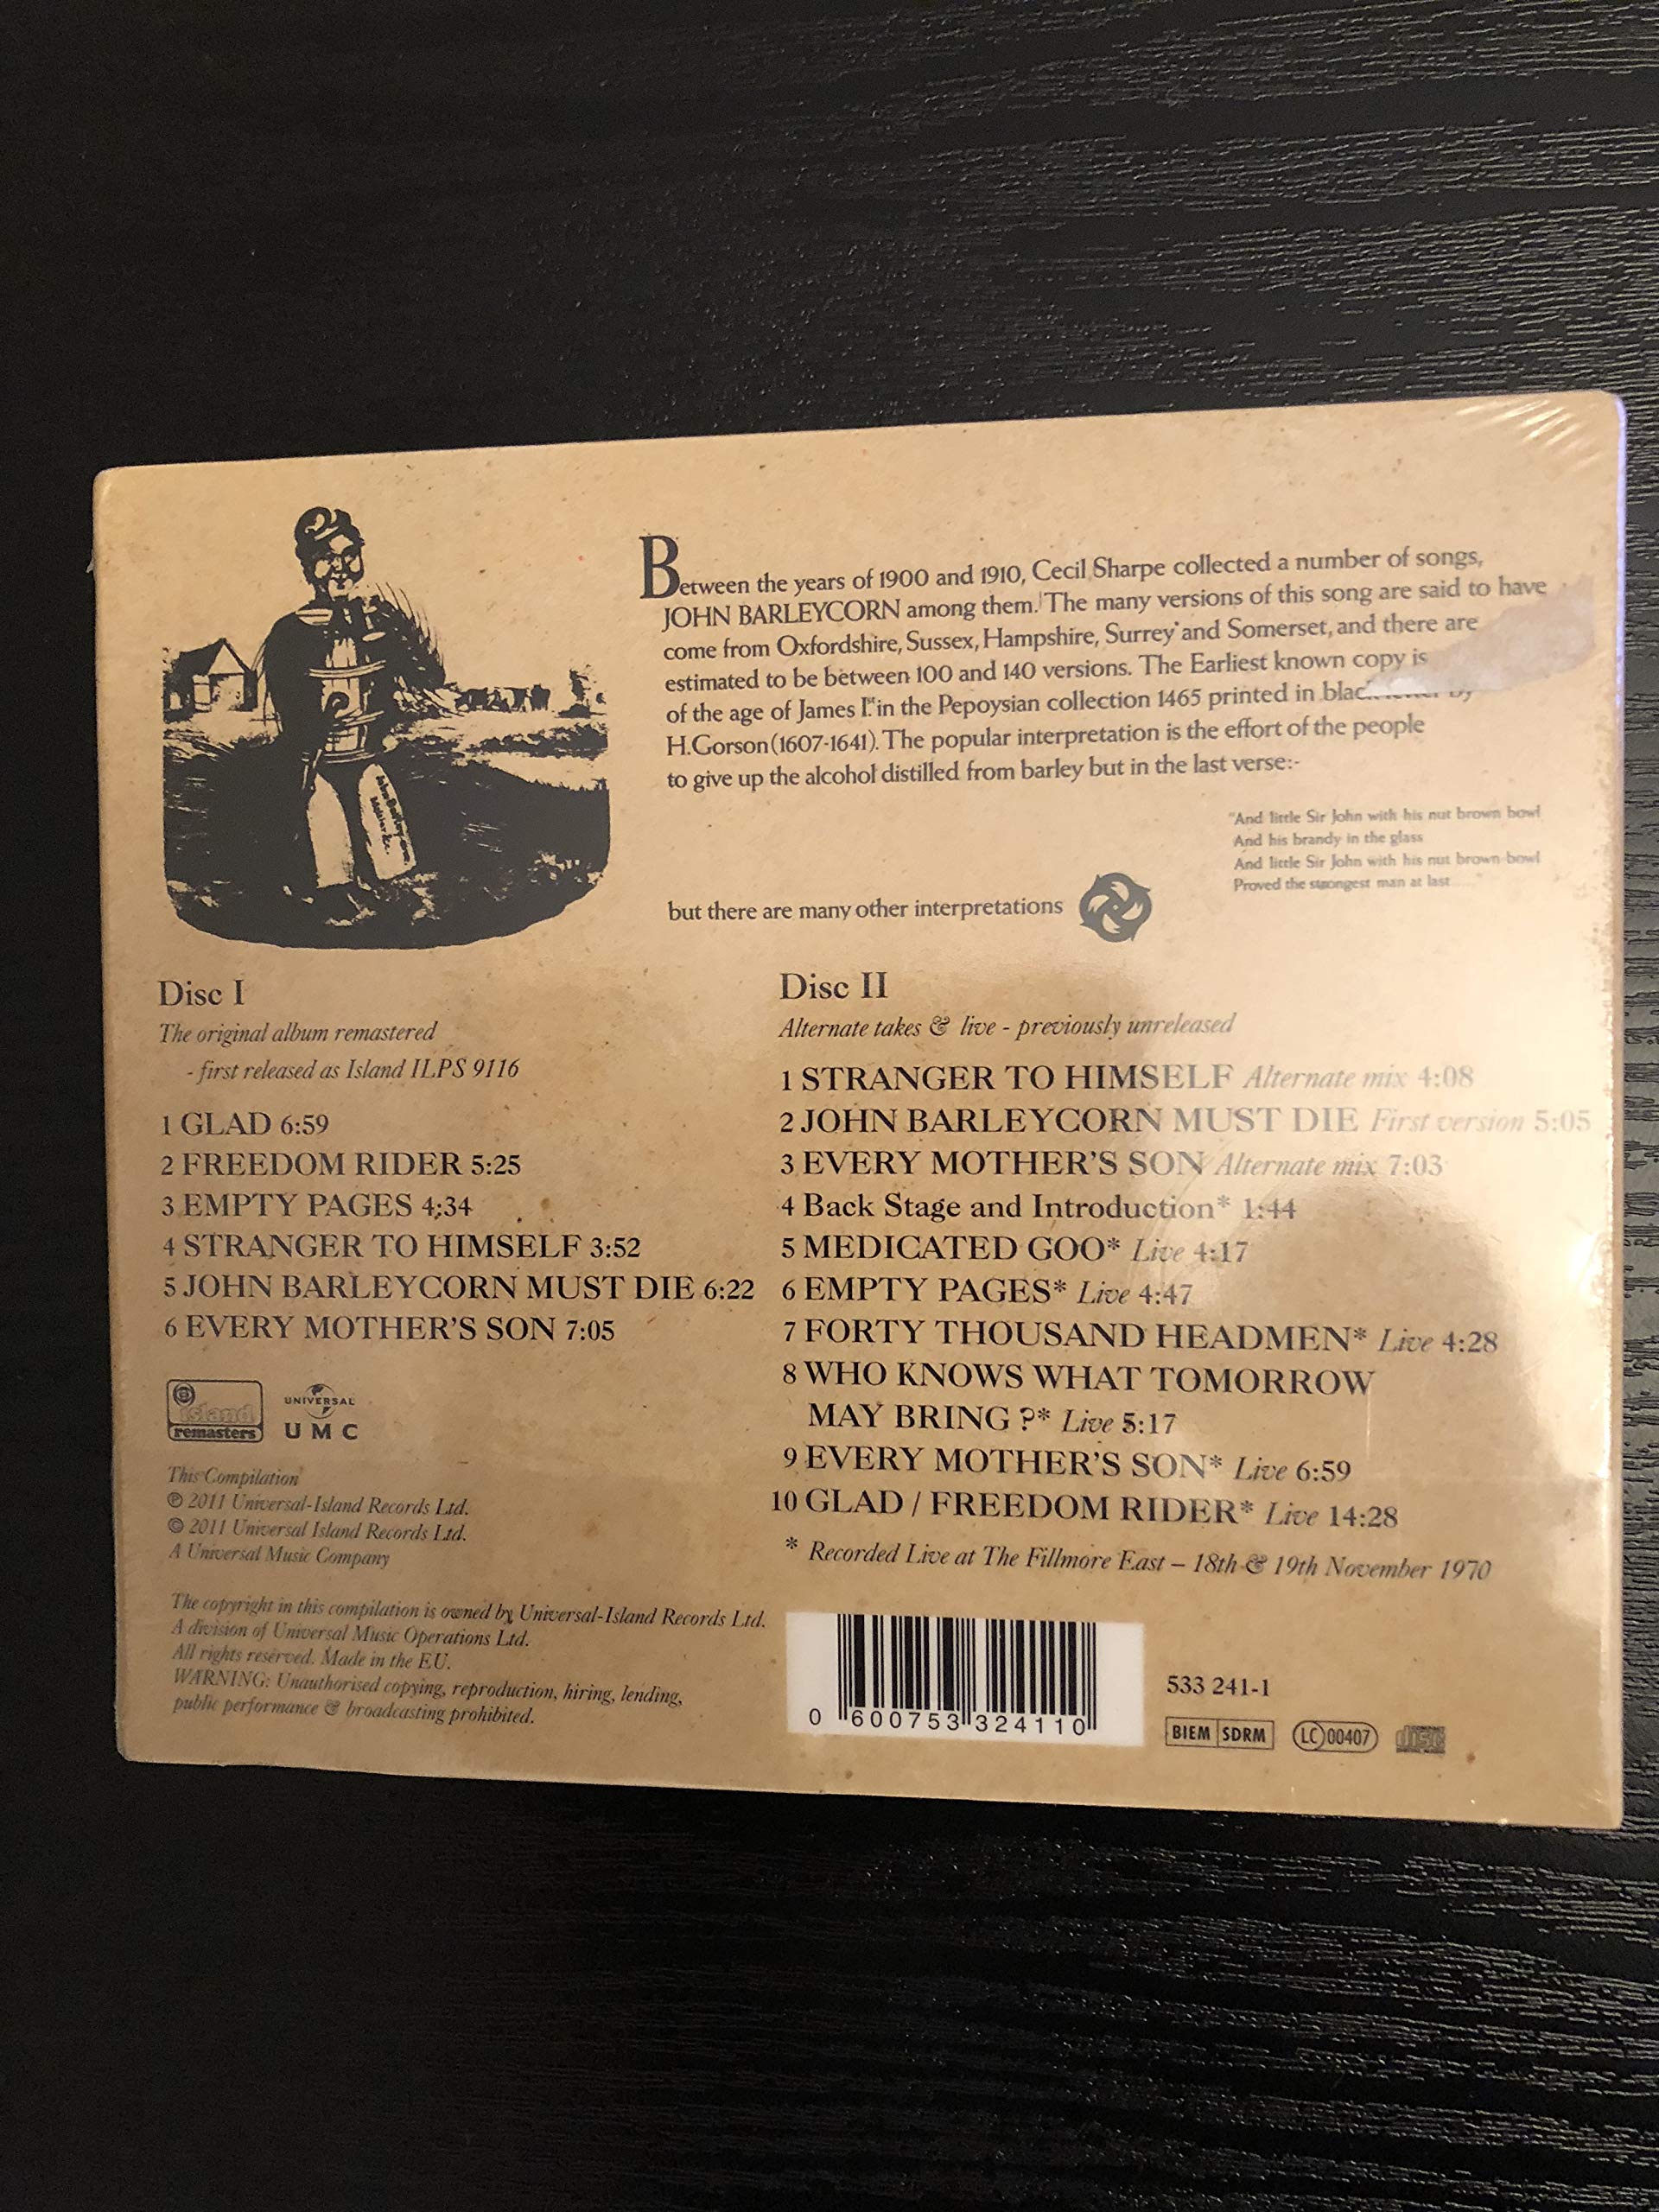 Between the years of 1900 and 1910, Cecil Sharpe collected a number of songs,
JOHN BARLEYCORN among them. The many versions of this song are said to have
come from Oxfordshire, Sussex, Hampshire, Surrey and Somerset, and there are
estimated to be between 100 and 140 versions. The Earliest known copy is
of the age of James Ist in the Pepoysian collection 1465 printed in by
H.Gorson (1607-1641). The popular interpretation is the effort of the people
to give up the alcohol distilled from barley but in the last verse:-
"And little Sir John with his nut brown bowl
And his brandy in the glass
And little Sir John with his nut brown bowl
Proved the strongest man at last....."
but there are many other interpretations
Disc I
The original album remastered
- first released as Island ILPS 9116
1 GLAD 6:59
2 FREEDOM RIDER 5:25
3 EMPTY PAGES 4:34
4 STRANGER TO HIMSELF 3:52
5 JOHN BARLEYCORN MUST DIE 6:22
6 EVERY MOTHER'S SON 7:05
island
remasters
UNIVERSAL
UMC
This Compilation
℗ 2011 Universal-Island Records Ltd.
© 2011 Universal Island Records Ltd.
A Universal Music Company
The copyright in this compilation is owned by Universal-Island Records Ltd.
A division of Universal Music Operations Ltd.
All rights reserved. Made in the E.U.
WARNING: Unauthorised copying, reproduction, hiring, lending,
public performance & broadcasting prohibited.
Disc II
Alternate takes & live - previously unreleased
1 STRANGER TO HIMSELF Alternate mix 4:08
2 JOHN BARLEYCORN MUST DIE First version 5:05
3 EVERY MOTHER'S SON Alternate mix 7:03
4 Back Stage and Introduction* 1:44
5 MEDICATED GOO* Live 4:17
6 EMPTY PAGES* Live 4:47
7 FORTY THOUSAND HEADMEN* Live 4:28
8 WHO KNOWS WHAT TOMORROW
MAY BRING ?* Live 5:17
9 EVERY MOTHER'S SON* Live 6:59
10 GLAD / FREEDOM RIDER* Live 14:28
* Recorded Live at The Fillmore East – 18th & 19th November 1970
0 600753 324110
533 241-1
BIEM SDRM
LC 00407
disc